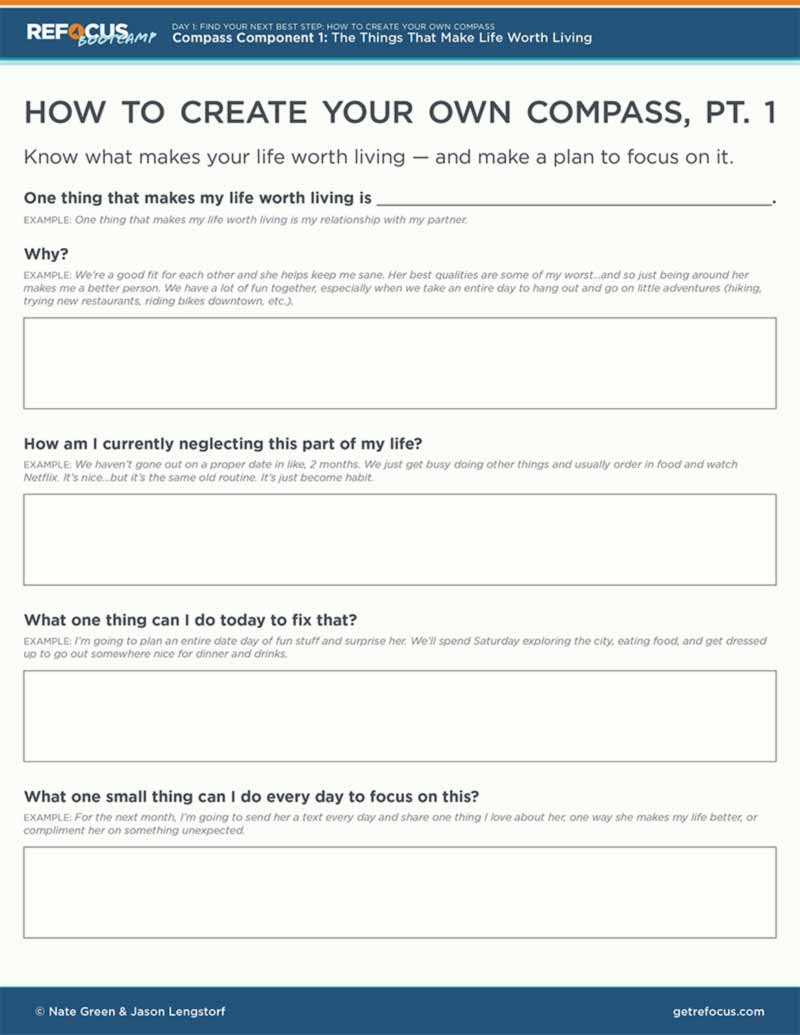 REFOCUS
BOOTCAMP
DAY 1: FIND YOUR NEXT BEST STEP: HOW TO CREATE YOUR OWN COMPASS
Compass Component 1: The Things That Make Life Worth Living
HOW TO CREATE YOUR OWN COMPASS, PT. 1
Know what makes your life worth living — and make a plan to focus on it.
One thing that makes my life worth living is ______________________________.
EXAMPLE: One thing that makes my life worth living is my relationship with my partner.
Why?
EXAMPLE: We're a good fit for each other and she helps keep me sane. Her best qualities are some of my worst...and so just being around her
makes me a better person. We have a lot of fun together, especially when we take an entire day to hang out and go on little adventures (hiking,
trying new restaurants, riding bikes downtown, etc.).
How am I currently neglecting this part of my life?
EXAMPLE: We haven't gone out on a proper date in like, 2 months. We just get busy doing other things and usually order in food and watch
Netflix. It's nice...but it's the same old routine. It's just become habit.
What one thing can I do today to fix that?
EXAMPLE: I'm going to plan an entire date day of fun stuff and surprise her. We'll spend Saturday exploring the city, eating food, and get dressed
up to go out somewhere nice for dinner and drinks.
What one small thing can I do every day to focus on this?
EXAMPLE: For the next month, I'm going to send her a text every day and share one thing I love about her, one way she makes my life better, or
compliment her on something unexpected.
© Nate Green & Jason Lengstorf
getrefocus.com